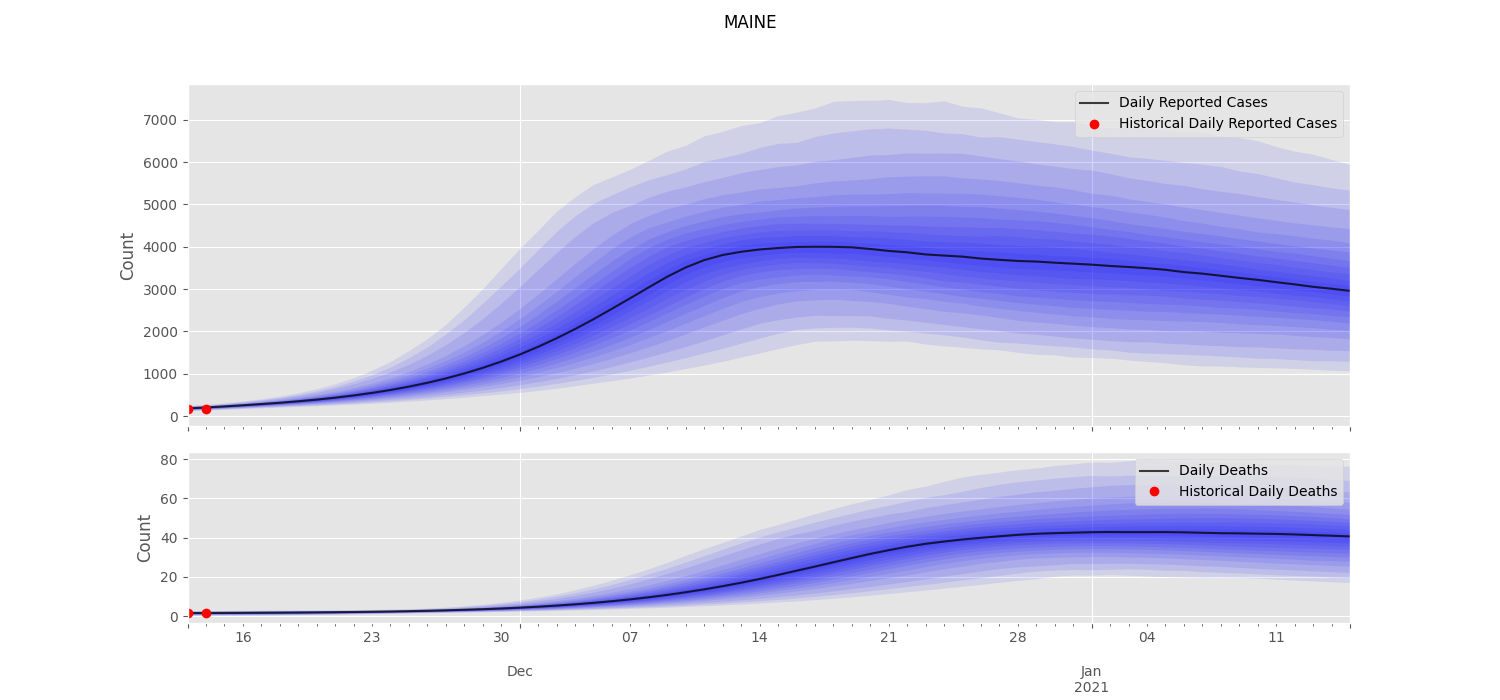 MAINE
Daily Reported Cases
Historical Daily Reported Cases
Count
7000
6000
5000
4000
3000
2000
1000
0
Daily Deaths
Historical Daily Deaths
Count
80
60
40
20
0
16 23 30 07 14 21 28 04 11
Dec Jan
2021